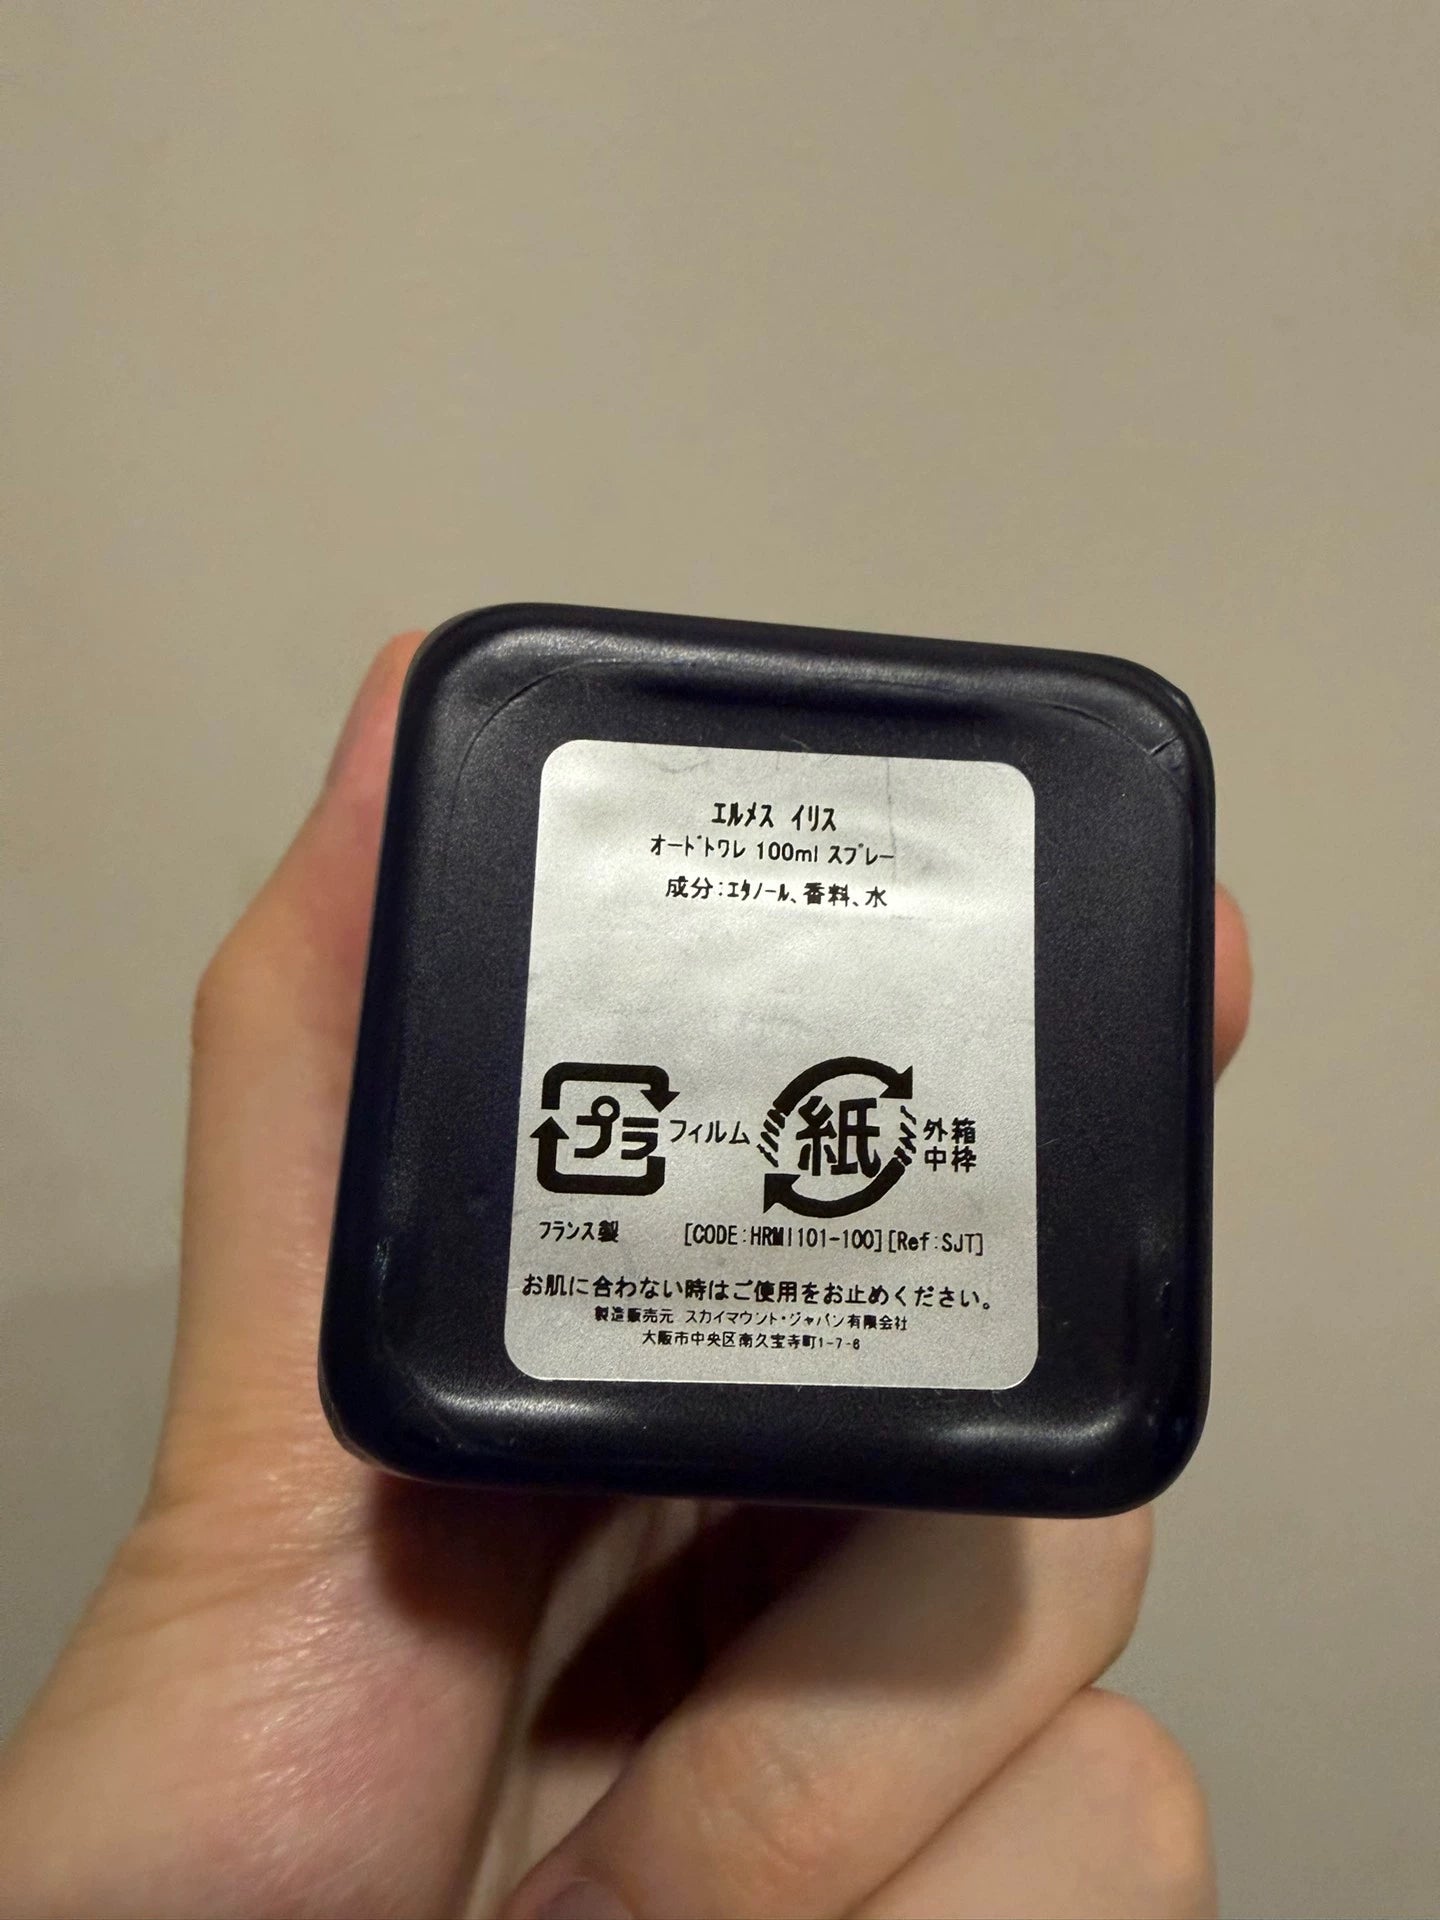 エルメス イリス
オードトワレ 100ml スプレー
成分:エタノール、香料、水
プラ フィルム 紙 外箱
中枠
フランス製 [CODE:HRMI101-100][Ref:SJT]
お肌に合わない時はご使用をお止めください。
製造販売元 スカイマウント・ジャパン有限会社
大阪市中央区南久宝寺町1-7-6